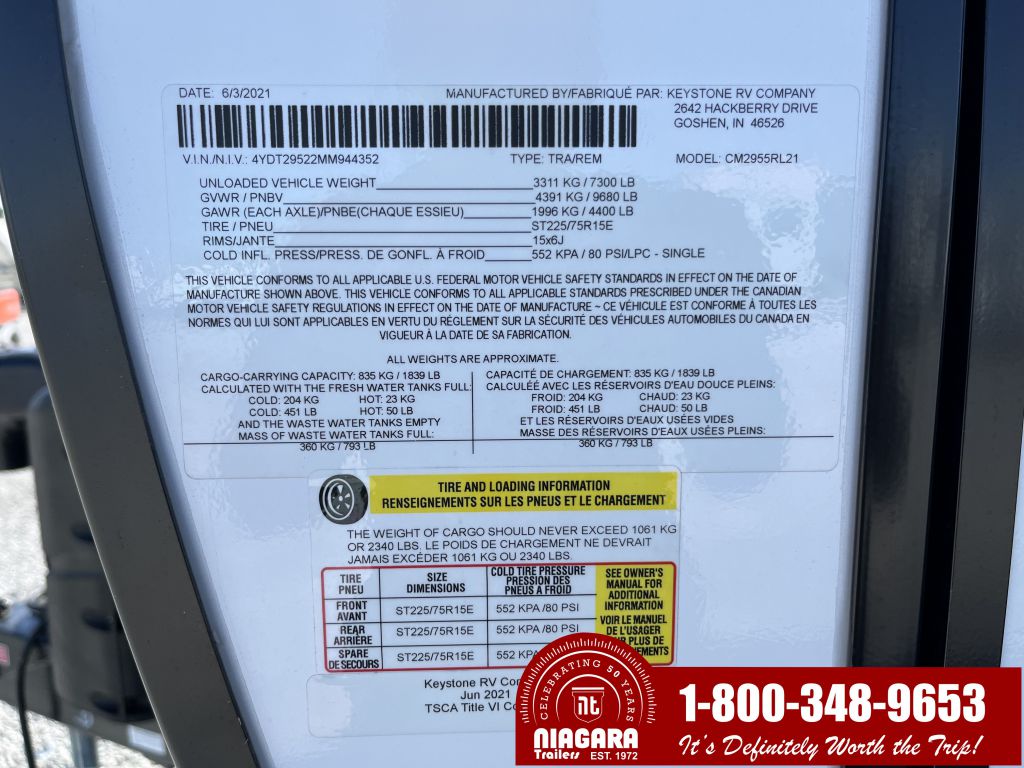 DATE: 6/3/2021 MANUFACTURED BY/FABRIQUÉ PAR: KEYSTONE RV COMPANY
2642 HACKBERRY DRIVE
GOSHEN, IN 46526
V.I.N./N.I.V.: 4YDT29522MM944352 TYPE: TRA/REM MODEL: CM2955RL21
UNLOADED VEHICLE WEIGHT 3311 KG / 7300 LB
GVWR / PNBV 4391 KG / 9680 LB
GAWR (EACH AXLE)/PNBE(CHAQUE ESSIEU) 1996 KG / 4400 LB
TIRE / PNEU ST225/75R15E
RIMS/JANTE 15x6J
COLD INFL. PRESS/PRESS. DE GONFL. À FROID 552 KPA / 80 PSI/LPC - SINGLE
THIS VEHICLE CONFORMS TO ALL APPLICABLE U.S. FEDERAL MOTOR VEHICLE SAFETY STANDARDS IN EFFECT ON THE DATE OF
MANUFACTURE SHOWN ABOVE. THIS VEHICLE CONFORMS TO ALL APPLICABLE STANDARDS PRESCRIBED UNDER THE CANADIAN
MOTOR VEHICLE SAFETY REGULATIONS IN EFFECT ON THE DATE OF MANUFACTURE ~ CE VÉHICULE EST CONFORME À TOUTES LES
NORMES QUI LUI SONT APPLICABLES EN VERTU DU RÉGLEMENT SUR LA SÉCURITÉ DES VÉHICULES AUTOMOBILES DU CANADA EN
VIGUEUR À LA DATE DE SA FABRICATION.
ALL WEIGHTS ARE APPROXIMATE.
CARGO-CARRYING CAPACITY: 835 KG / 1839 LB
CALCULATED WITH THE FRESH WATER TANKS FULL:
COLD: 204 KG HOT: 23 KG
COLD: 451 LB HOT: 50 LB
AND THE WASTE WATER TANKS EMPTY
MASS OF WASTE WATER TANKS FULL:
360 KG / 793 LB
CAPACITÉ DE CHARGEMENT: 835 KG / 1839 LB
CALCULÉE AVEC LES RÉSERVOIRS D'EAU DOUCE PLEINS:
FROID: 204 KG CHAUD: 23 KG
FROID: 451 LB CHAUD: 50 LB
ET LES RÉSERVOIRS D'EAUX USÉES VIDES
MASSE DES RÉSERVOIRS D'EAUX USÉES PLEINS:
360 KG / 793 LB
TIRE AND LOADING INFORMATION
RENSEIGNEMENTS SUR LES PNEUS ET LE CHARGEMENT
THE WEIGHT OF CARGO SHOULD NEVER EXCEED 1061 KG
OR 2340 LBS. LE POIDS DE CHARGEMENT NE DEVRAIT
JAMAIS EXCÉDER 1061 KG OU 2340 LBS.
TIRE
PNEU
SIZE
DIMENSIONS
COLD TIRE PRESSURE
PRESSION DES
PNEUS A FROID
FRONT
AVANT
ST225/75R15E 552 KPA /80 PSI
REAR
ARRIÈRE
ST225/75R15E 552 KPA /80 PSI
SPARE
DE SECOURS
ST225/75R15E 552 KPA
SEE OWNER'S
MANUAL FOR
ADDITIONAL
INFORMATION
VOIR LE MANUEL
DE L'USAGER
PLUS DE
Keystone RV
Jun 2021
TSCA Title VI
CELEBRATING 50 YEARS
nt
NIAGARA
Trailers EST. 1972
1-800-348-9653
It's Definitely Worth the Trip!